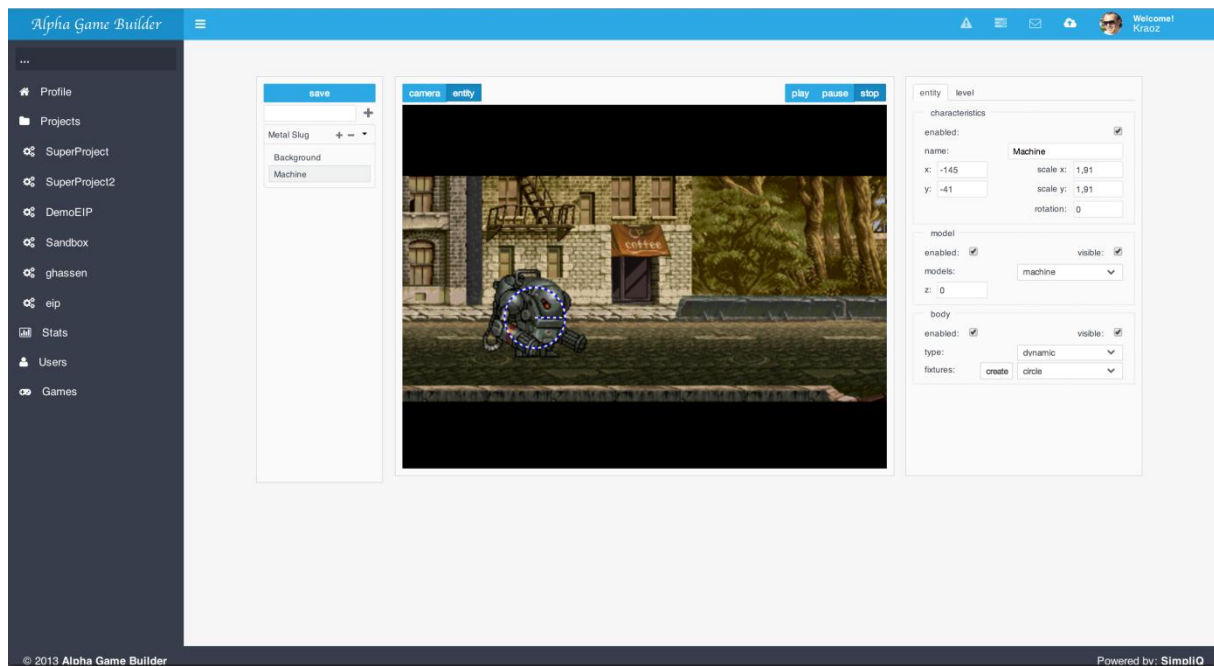 Alpha Game Builder
Welcome!
Kraoz
...
Profile
Projects
SuperProject
SuperProject2
DemoEIP
Sandbox
ghassen
eip
Stats
Users
Games
save
Metal Slug
Background
Machine
camera entity
play pause stop
coffee
entity level
characteristics
enabled:
name: Machine
x: -145 scale x: 1,91
y: -41 scale y: 1,91
rotation: 0
model
enabled: visible:
models: machine
z: 0
body
enabled: visible:
type: dynamic
fixtures: create circle
© 2013 Alpha Game Builder
Powered by: SimpliQ